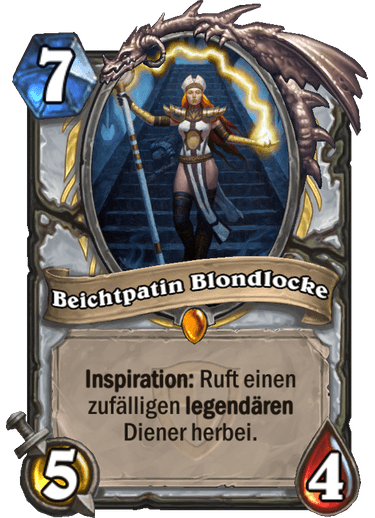 7
Beichtpatin Blondlocke
Inspiration: Ruft einen
zufälligen legendären
Diener herbei.
5
4